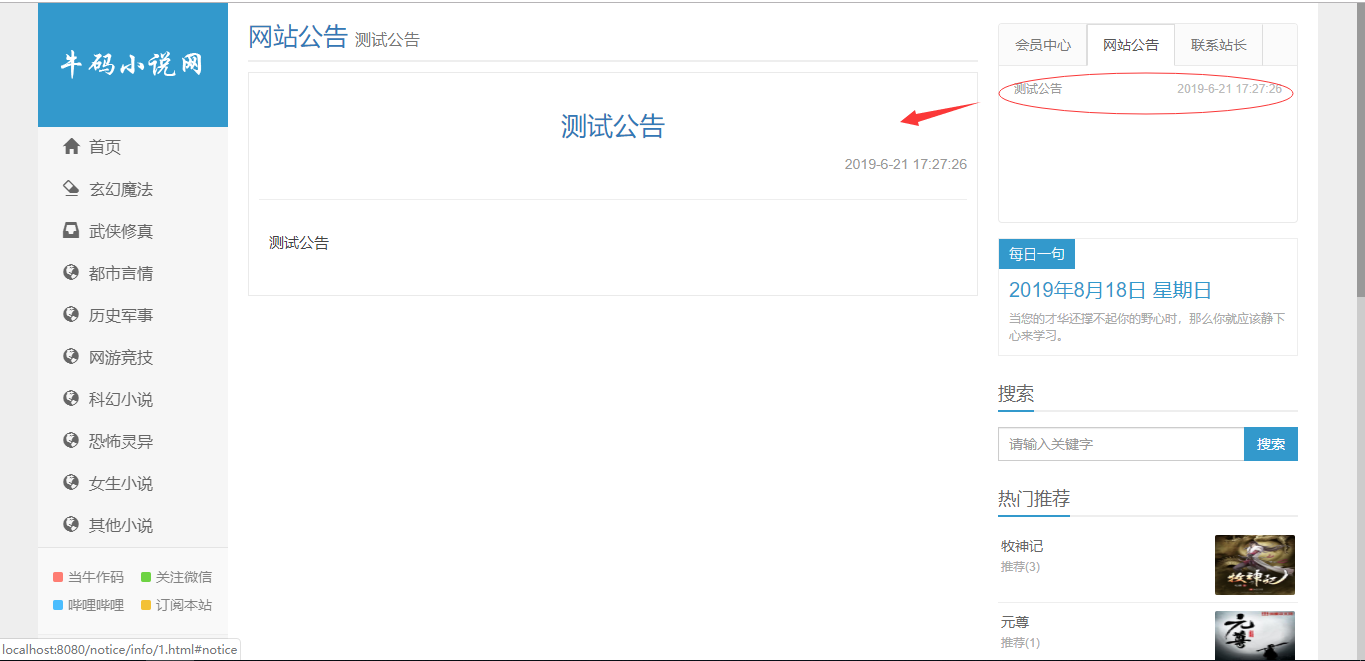 牛码小说网
首页
玄幻魔法
武侠修真
都市言情
历史军事
网游竞技
科幻小说
恐怖灵异
女生小说
其他小说
当牛作码 关注微信
哔哩哔哩 订阅本站
网站公告 测试公告
测试公告
2019-6-21 17:27:26
测试公告
会员中心 网站公告 联系站长
测试公告 2019-6-21 17:27:26
每日一句
2019年8月18日 星期日
当您的才华还撑不起你的野心时，那么你就应该静下
心来学习。
搜索
请输入关键字 搜索
热门推荐
牧神记
推荐(3)
牧神记
元尊
推荐(1)
元尊
localhost:8080/notice/info/1.html#notice